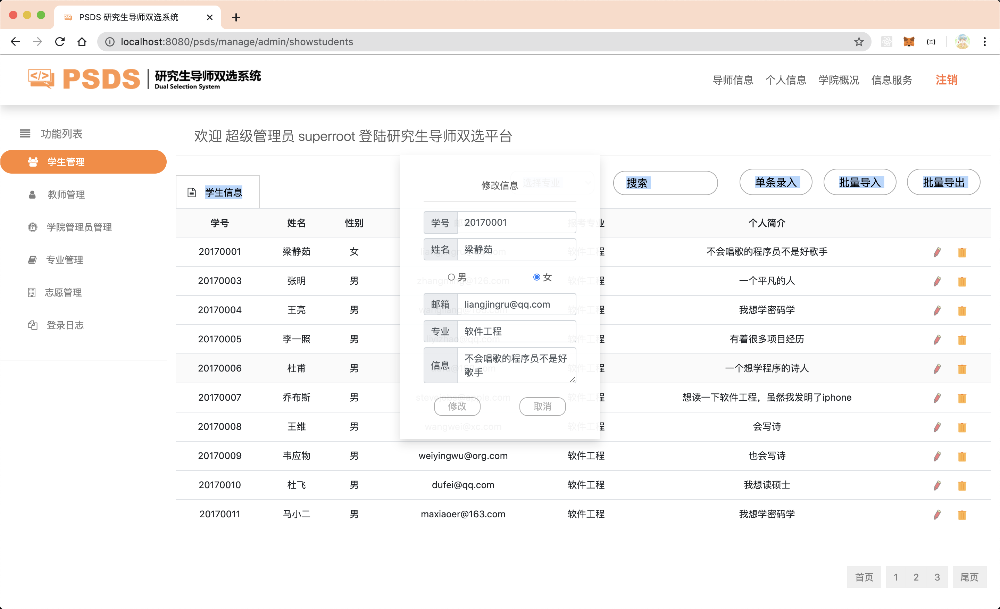 PSDS 研究生导师双选系统
localhost:8080/psds/manage/admin/showstudents
PSDS 研究生导师双选系统
Dual Selection System
导师信息 个人信息 学院概况 信息服务 注销
功能列表
学生管理
教师管理
学院管理员管理
专业管理
志愿管理
登录日志
欢迎 超级管理员 superroot 登陆研究生导师双选平台
学生信息
选择专业
搜索
单条录入
批量导入
批量导出
学号 姓名 性别 报考专业 个人简介
20170001 梁静茹 女 liangjingru@qq.com 软件工程 不会唱歌的程序员不是好歌手
20170003 张明 男 zhangming@126.com 软件工程 一个平凡的人
20170004 王亮 男 wangliang@163.com 软件工程 我想学密码学
20170005 李一照 男 liyizhao@qq.com 软件工程 有着很多项目经历
20170006 杜甫 男 软件工程 一个想学程序的诗人
20170007 乔布斯 男 stevejobs@apple.com 软件工程 想读一下软件工程，虽然我发明了iphone
20170008 王维 男 wangwei@xc.com 软件工程 会写诗
20170009 韦应物 男 weiyingwu@org.com 软件工程 也会写诗
20170010 杜飞 男 dufei@qq.com 软件工程 我想读硕士
20170011 马小二 男 maxiaoer@163.com 软件工程 我想学密码学
修改信息
学号 20170001
姓名 梁静茹
男 女
邮箱 liangjingru@qq.com
专业 软件工程
信息 不会唱歌的程序员不是好
歌手
修改 取消
首页 1 2 3 尾页